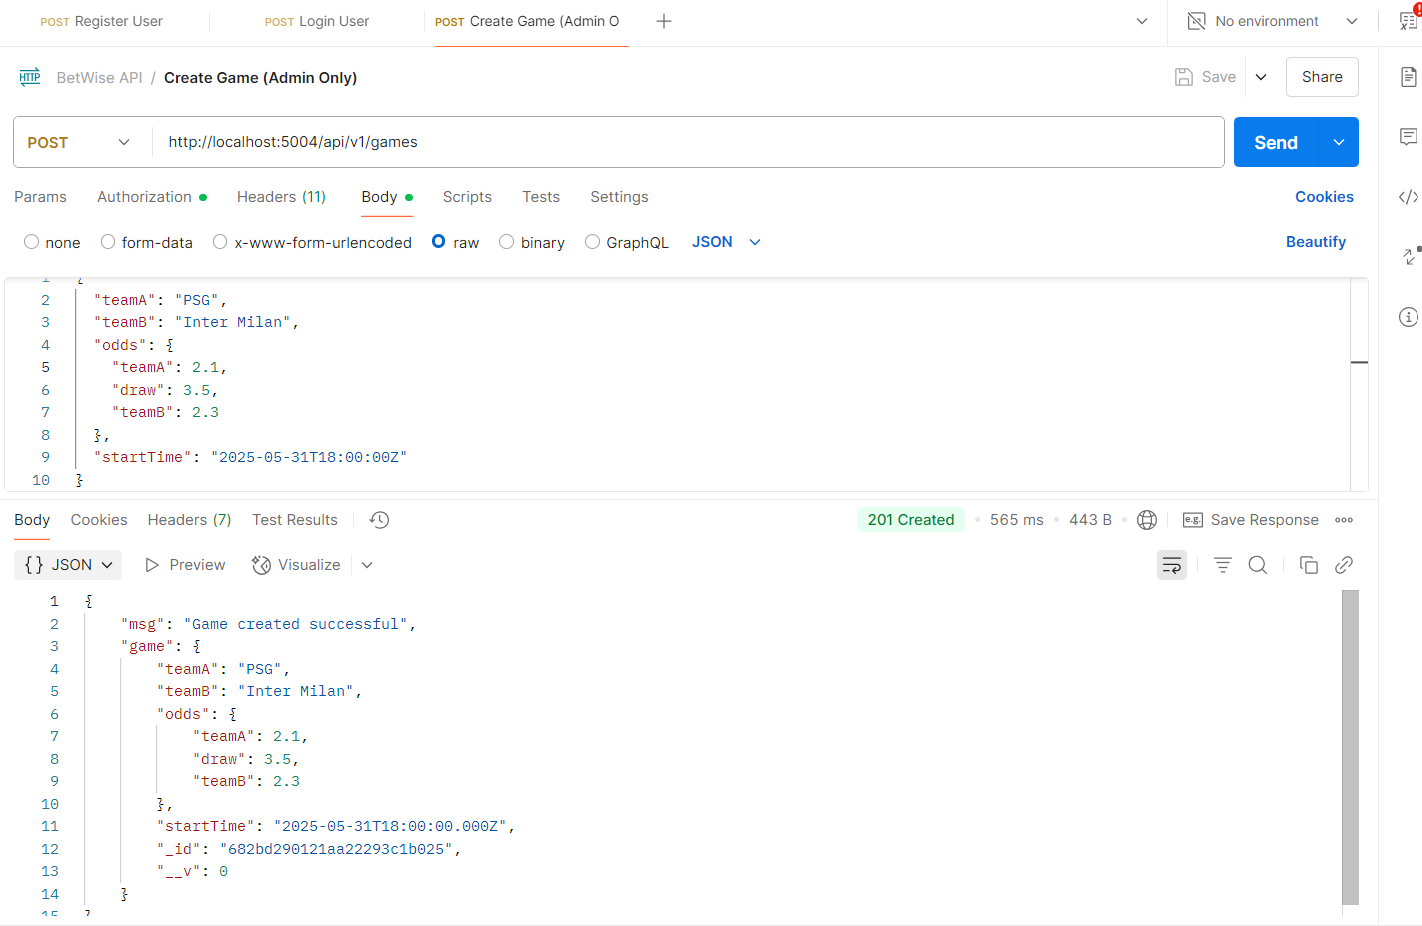 POST Register User POST Login User POST Create Game (Admin O No environment
HTTP BetWise API / Create Game (Admin Only) Save Share
POST http://localhost:5004/api/v1/games Send
Params Authorization Headers (11) Body Scripts Tests Settings Cookies
none form-data x-www-form-urlencoded raw binary GraphQL JSON Beautify
1 {
2 "teamA": "PSG",
3 "teamB": "Inter Milan",
4 "odds": {
5 "teamA": 2.1,
6 "draw": 3.5,
7 "teamB": 2.3
8 },
9 "startTime": "2025-05-31T18:00:00Z"
10 }
Body Cookies Headers (7) Test Results 201 Created 565 ms 443 B e.g. Save Response
{} JSON Preview Visualize
1 {
2 "msg": "Game created successful",
3 "game": {
4 "teamA": "PSG",
5 "teamB": "Inter Milan",
6 "odds": {
7 "teamA": 2.1,
8 "draw": 3.5,
9 "teamB": 2.3
10 },
11 "startTime": "2025-05-31T18:00:00.000Z",
12 "_id": "682bd290121aa22293c1b025",
13 "__v": 0
14 }
15 }